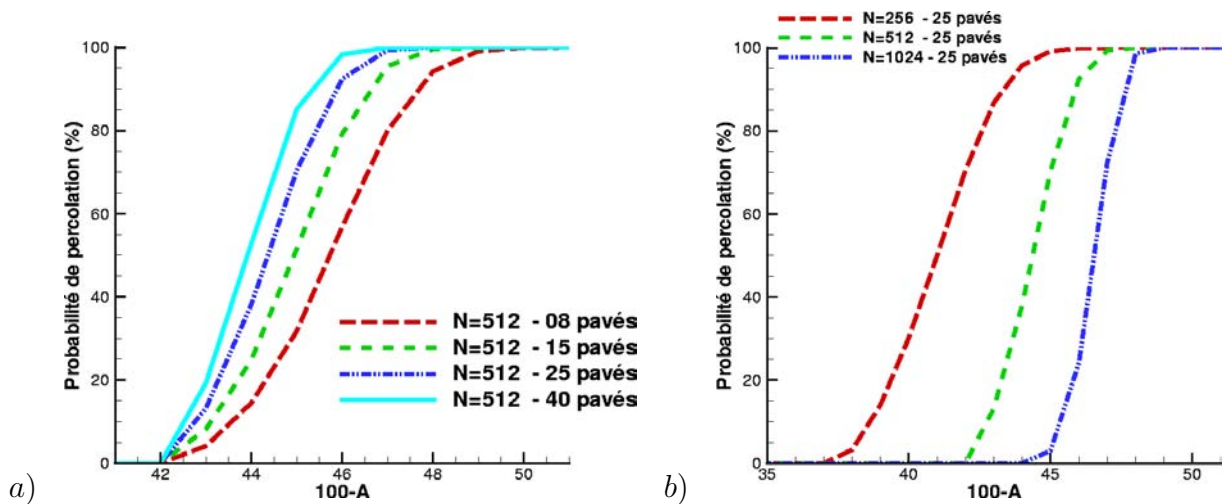 Probabilité de percolation (%)
100
80
60
40
20
0
42
44
46
48
50
100-A
N=512 - 08 pavés
N=512 - 15 pavés
N=512 - 25 pavés
N=512 - 40 pavés
a)
N=256 - 25 pavés
N=512 - 25 pavés
N=1024 - 25 pavés
Probabilité de percolation (%)
100
80
60
40
20
0
35
40
45
50
100-A
b)